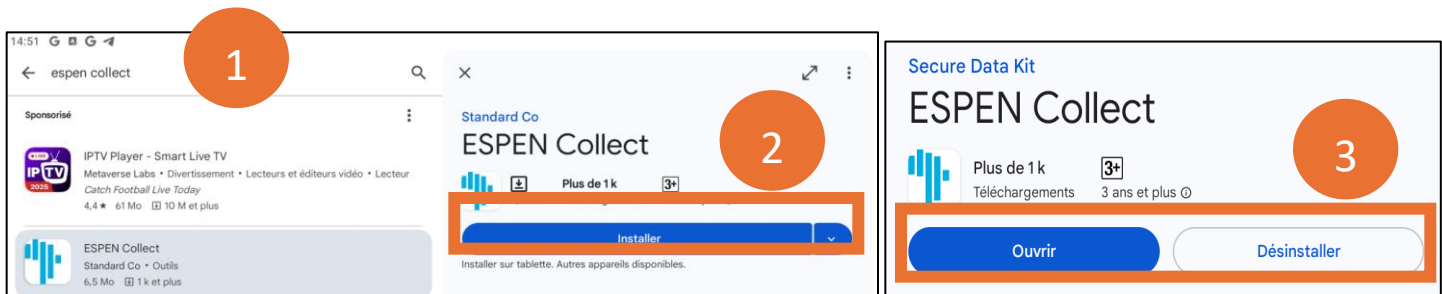 14:51 G G
1
espen collect
Sponsorisé
IPTV Player - Smart Live TV
Metaverse Labs • Divertissement • Lecteurs et éditeurs vidéo • Lecteur
Catch Football Live Today
4,4★ 61 Mo 10 M et plus
LIVE
IPTV
2025
ESPEN Collect
Standard Co • Outils
6,5 Mo 1 k et plus
2
Standard Co
ESPEN Collect
Plus de 1 k 3+
Installer
Installer sur tablette. Autres appareils disponibles.
3
Secure Data Kit
ESPEN Collect
Plus de 1 k 3+
Téléchargements 3 ans et plus
Ouvrir Désinstaller